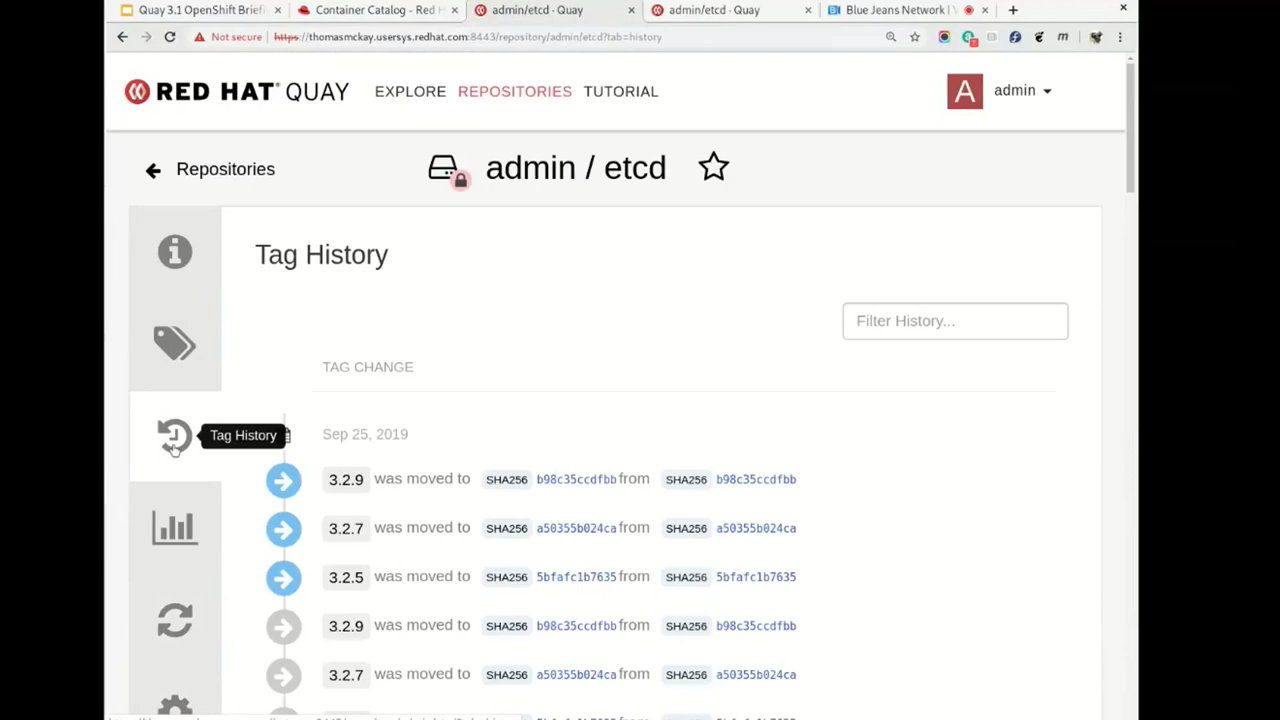 Quay 3.1 OpenShift Briefi
Container Catalog - Red H
admin/etcd · Quay
admin/etcd · Quay
Blue Jeans Network |
Not secure | https://thomasmckay.usersys.redhat.com:8443/repository/admin/etcd?tab=history
RED HAT QUAY EXPLORE REPOSITORIES TUTORIAL
A admin
Repositories
admin / etcd
Tag History
Filter History...
TAG CHANGE
Tag History
Sep 25, 2019
3.2.9 was moved to SHA256 b98c35ccdfbb from SHA256 b98c35ccdfbb
3.2.7 was moved to SHA256 a50355b024ca from SHA256 a50355b024ca
3.2.5 was moved to SHA256 5bfafc1b7635 from SHA256 5bfafc1b7635
3.2.9 was moved to SHA256 b98c35ccdfbb from SHA256 b98c35ccdfbb
3.2.7 was moved to SHA256 a50355b024ca from SHA256 a50355b024ca